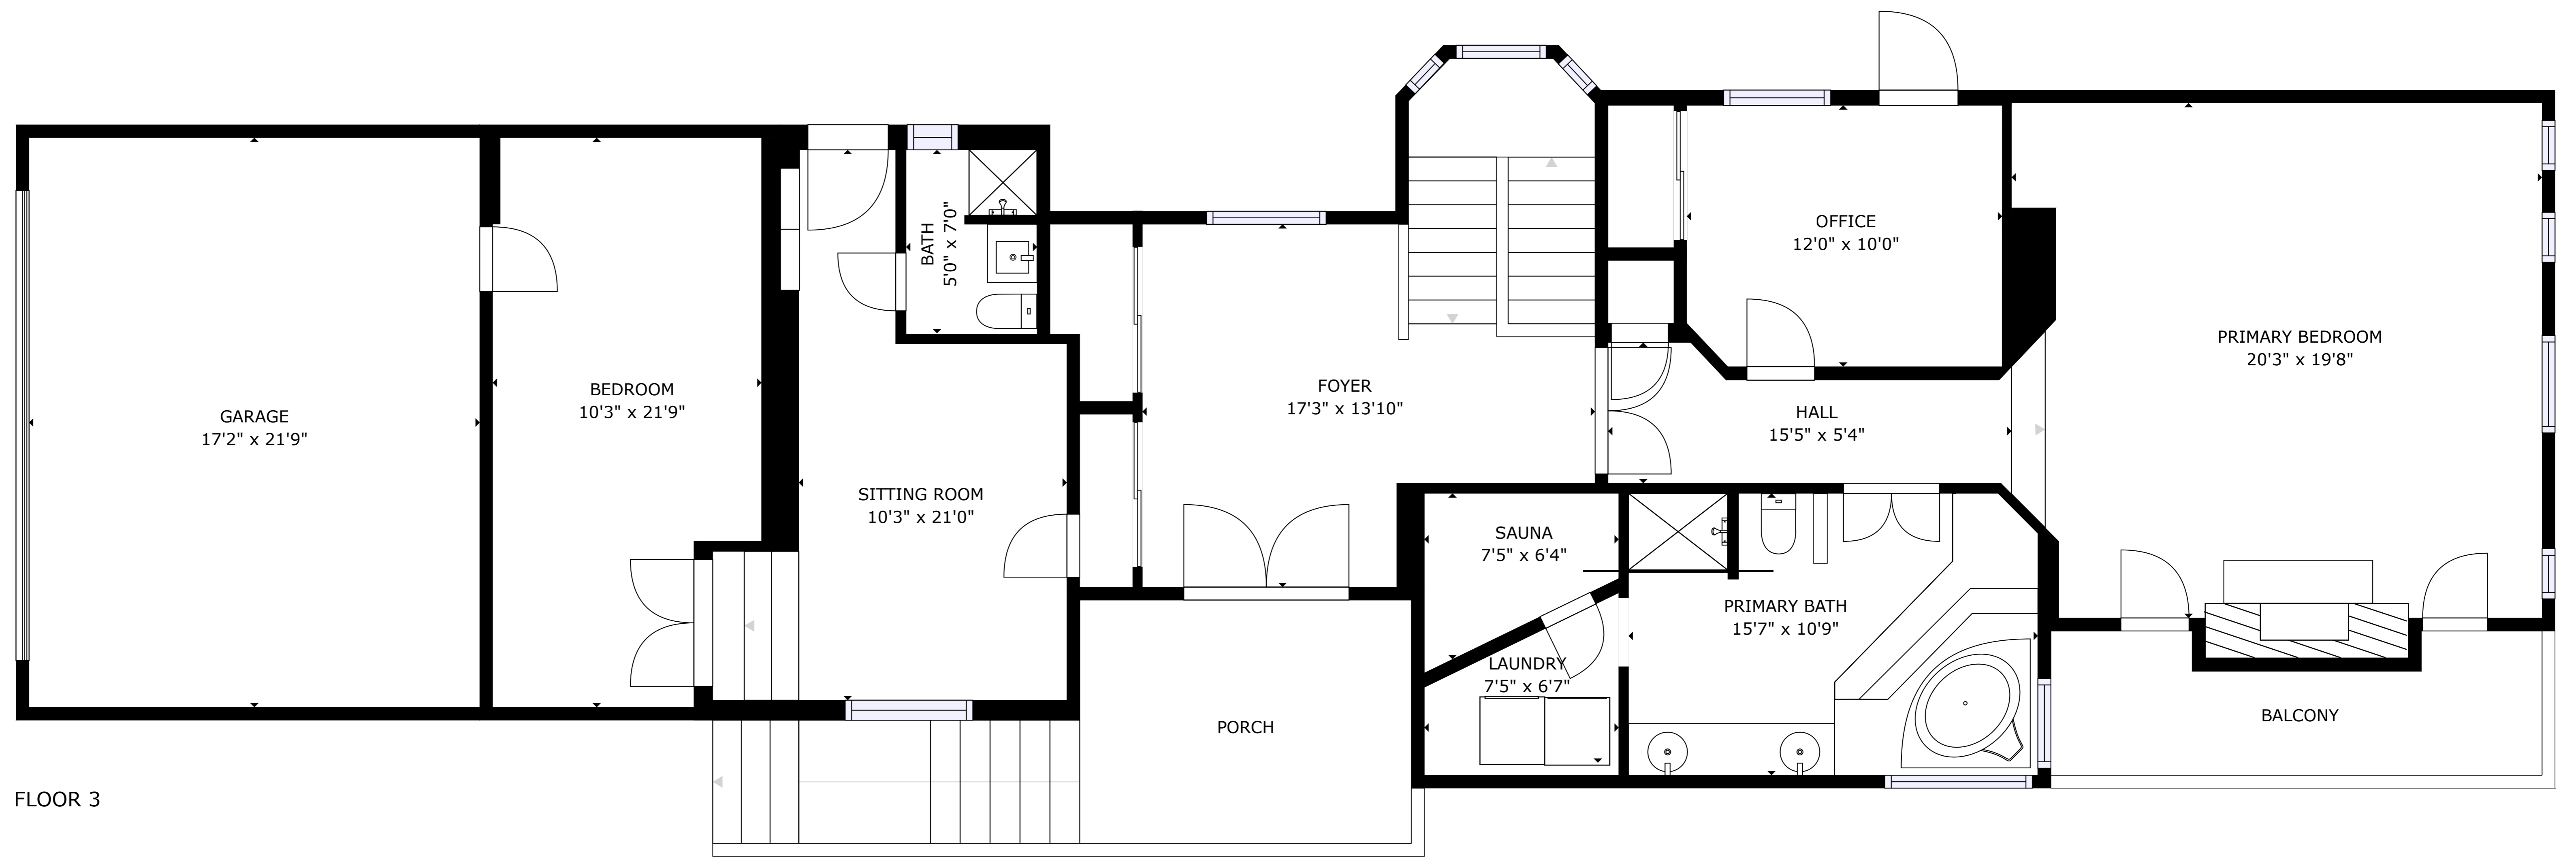 GARAGE
17'2" x 21'9"
BEDROOM
10'3" x 21'9"
SITTING ROOM
10'3" x 21'0"
BATH
5'0" x 7'0"
FOYER
17'3" x 13'10"
PORCH
SAUNA
7'5" x 6'4"
LAUNDRY
7'5" x 6'7"
PRIMARY BATH
15'7" x 10'9"
HALL
15'5" x 5'4"
OFFICE
12'0" x 10'0"
PRIMARY BEDROOM
20'3" x 19'8"
BALCONY
FLOOR 3